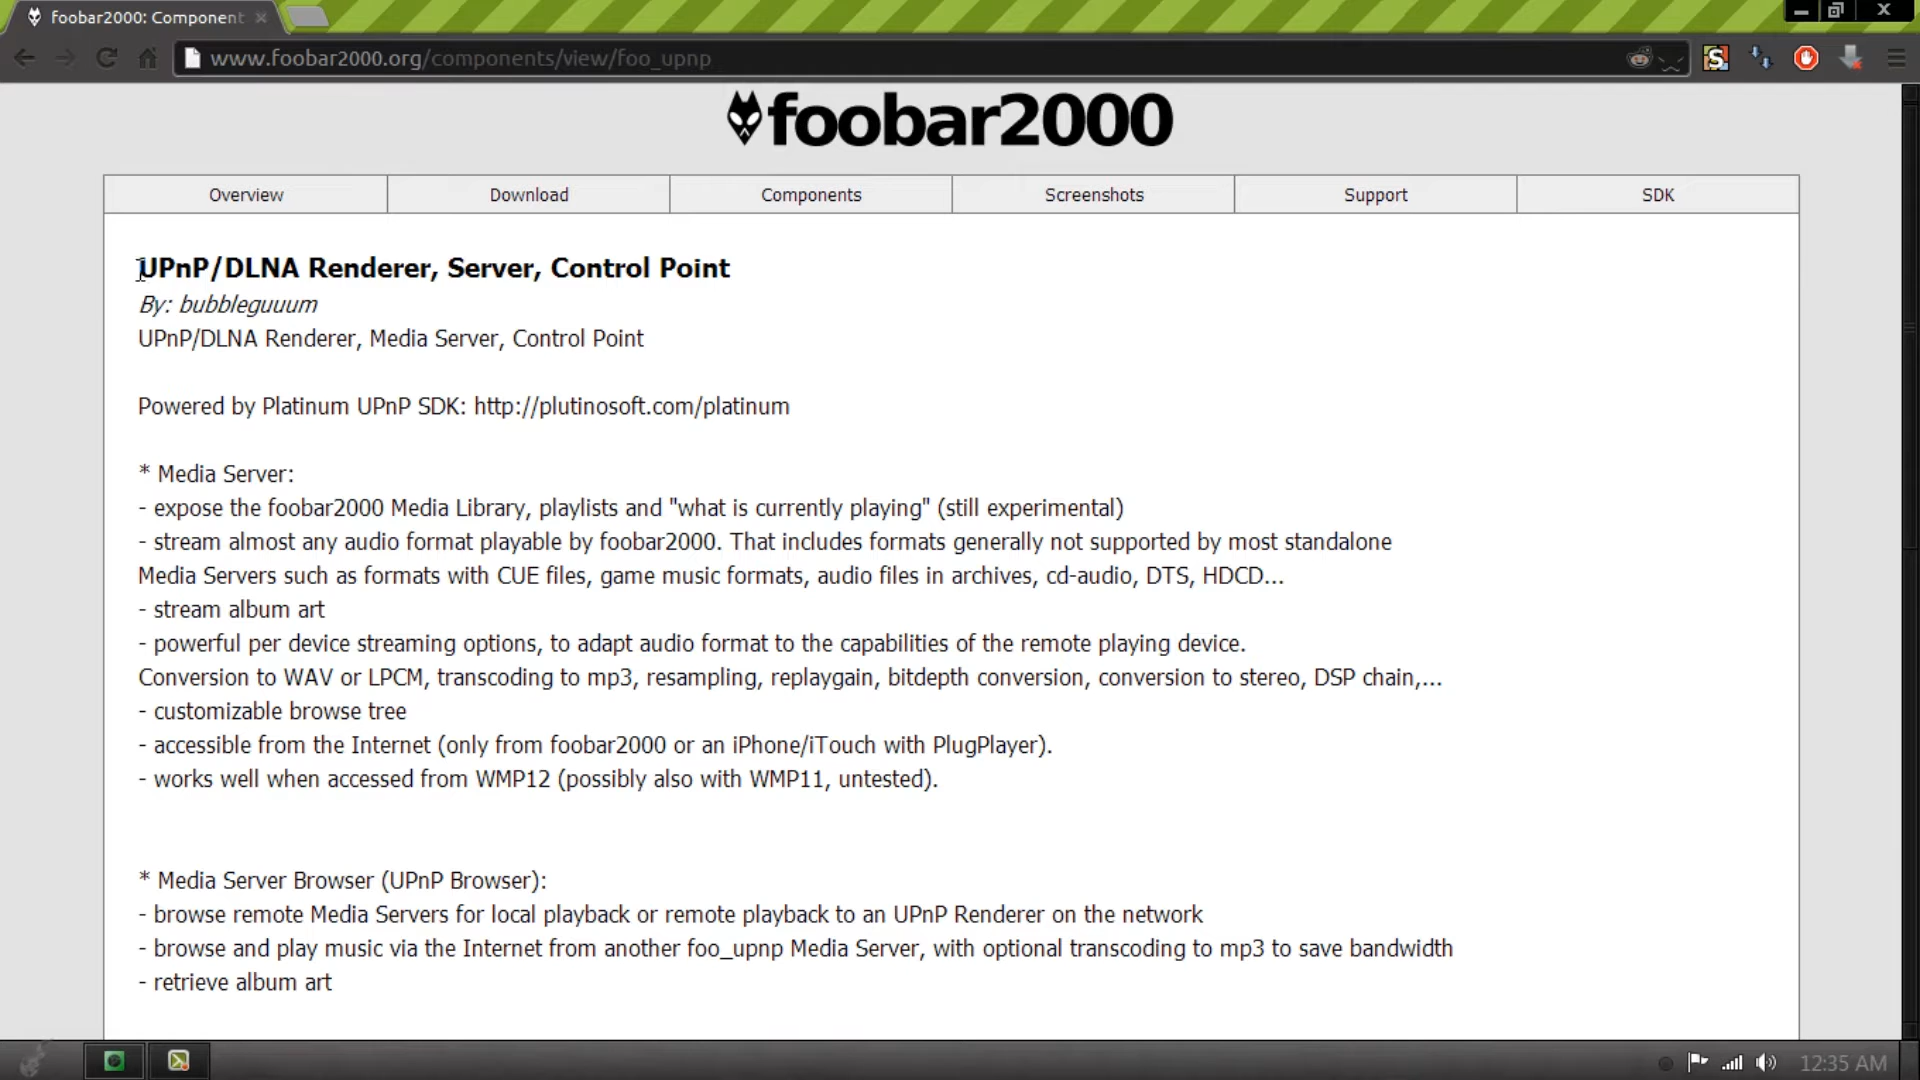 foobar2000: Component
www.foobar2000.org/components/view/foo_upnp
foobar2000
Overview
Download
Components
Screenshots
Support
SDK
UPnP/DLNA Renderer, Server, Control Point
By: bubbleguuum
UPnP/DLNA Renderer, Media Server, Control Point
Powered by Platinum UPnP SDK: http://plutinosoft.com/platinum
* Media Server:
- expose the foobar2000 Media Library, playlists and "what is currently playing" (still experimental)
- stream almost any audio format playable by foobar2000. That includes formats generally not supported by most standalone
Media Servers such as formats with CUE files, game music formats, audio files in archives, cd-audio, DTS, HDCD...
- stream album art
- powerful per device streaming options, to adapt audio format to the capabilities of the remote playing device.
Conversion to WAV or LPCM, transcoding to mp3, resampling, replaygain, bitdepth conversion, conversion to stereo, DSP chain,...
- customizable browse tree
- accessible from the Internet (only from foobar2000 or an iPhone/iTouch with PlugPlayer).
- works well when accessed from WMP12 (possibly also with WMP11, untested).
* Media Server Browser (UPnP Browser):
- browse remote Media Servers for local playback or remote playback to an UPnP Renderer on the network
- browse and play music via the Internet from another foo_upnp Media Server, with optional transcoding to mp3 to save bandwidth
- retrieve album art
12:35 AM